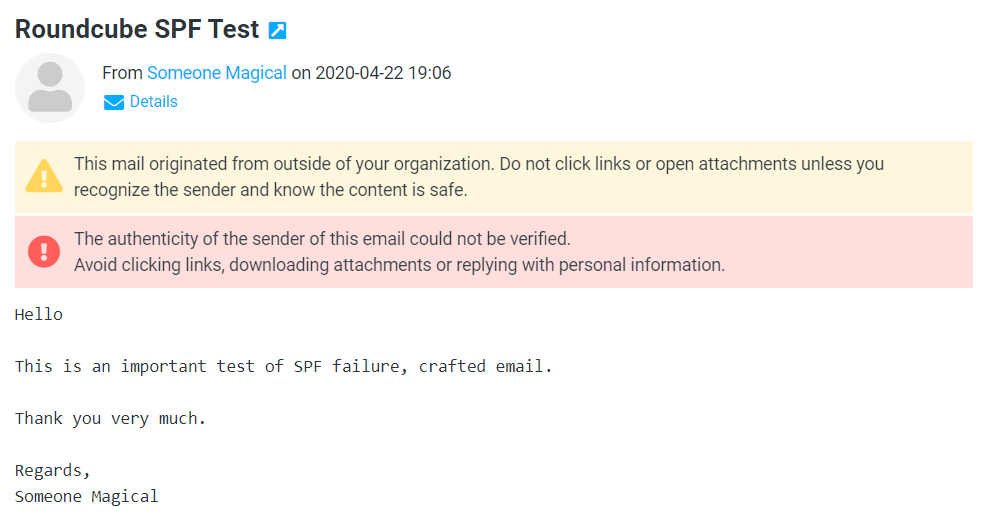 Roundcube SPF Test
From Someone Magical on 2020-04-22 19:06
Details
This mail originated from outside of your organization. Do not click links or open attachments unless you
recognize the sender and know the content is safe.
The authenticity of the sender of this email could not be verified.
Avoid clicking links, downloading attachments or replying with personal information.
Hello
This is an important test of SPF failure, crafted email.
Thank you very much.
Regards,
Someone Magical